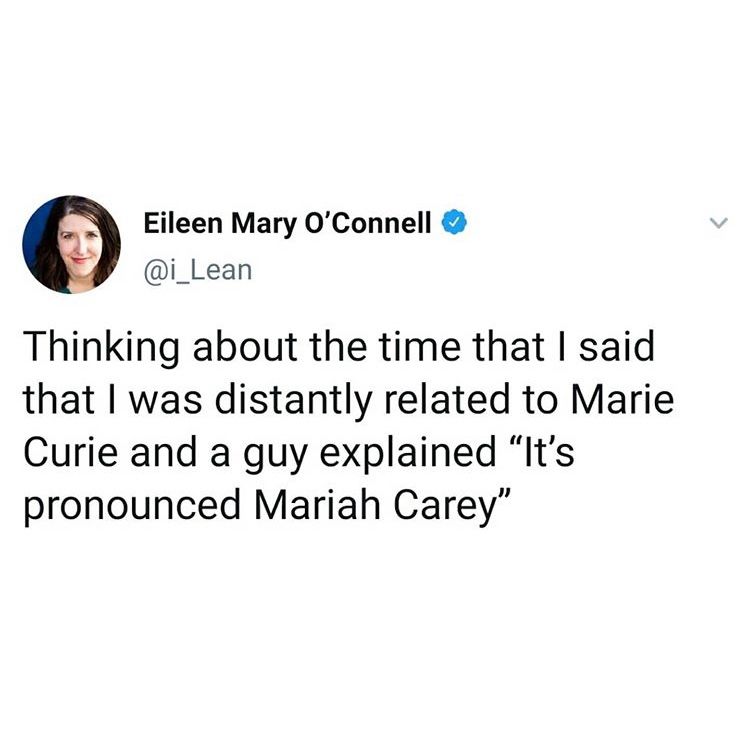 Eileen Mary O’Connell
@i_Lean
Thinking about the time that I said
that I was distantly related to Marie
Curie and a guy explained “It’s
pronounced Mariah Carey”